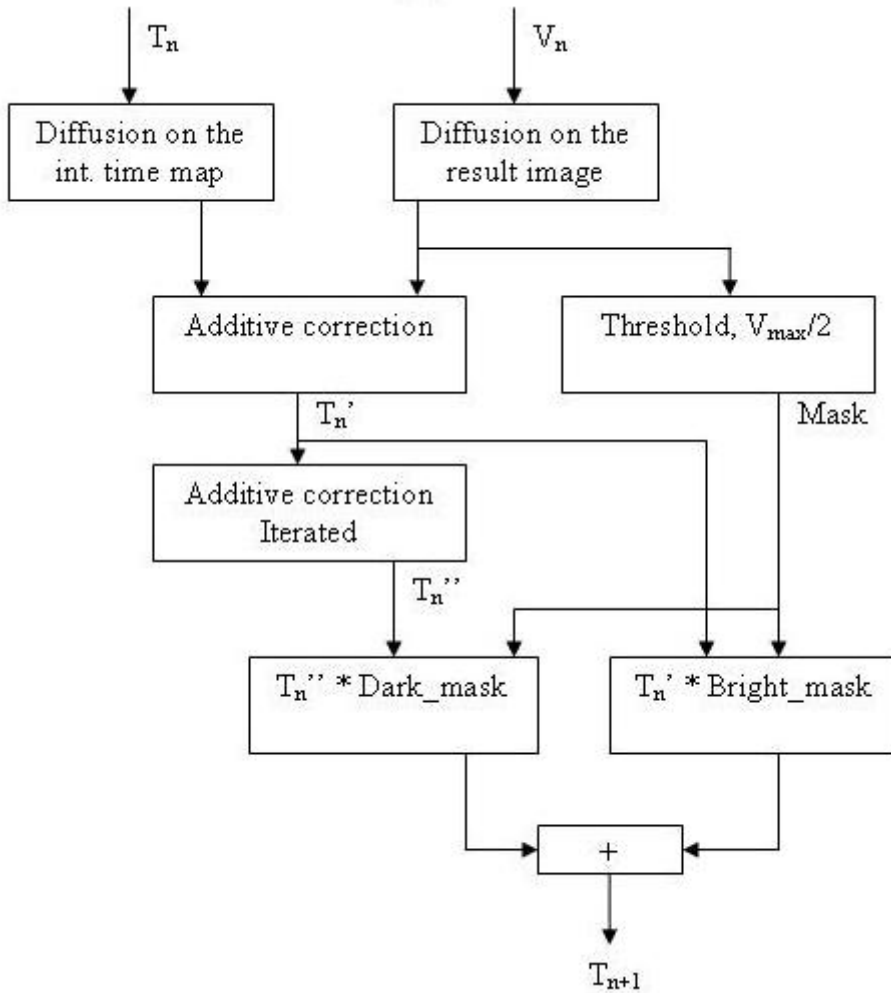 Tn
Vn
Diffusion on the
int. time map
Diffusion on the
result image
Additive correction
Threshold, Vmax/2
Tn’
Mask
Additive correction
Iterated
Tn’’
Tn’’ * Dark_mask
Tn’ * Bright_mask
+
Tn+1